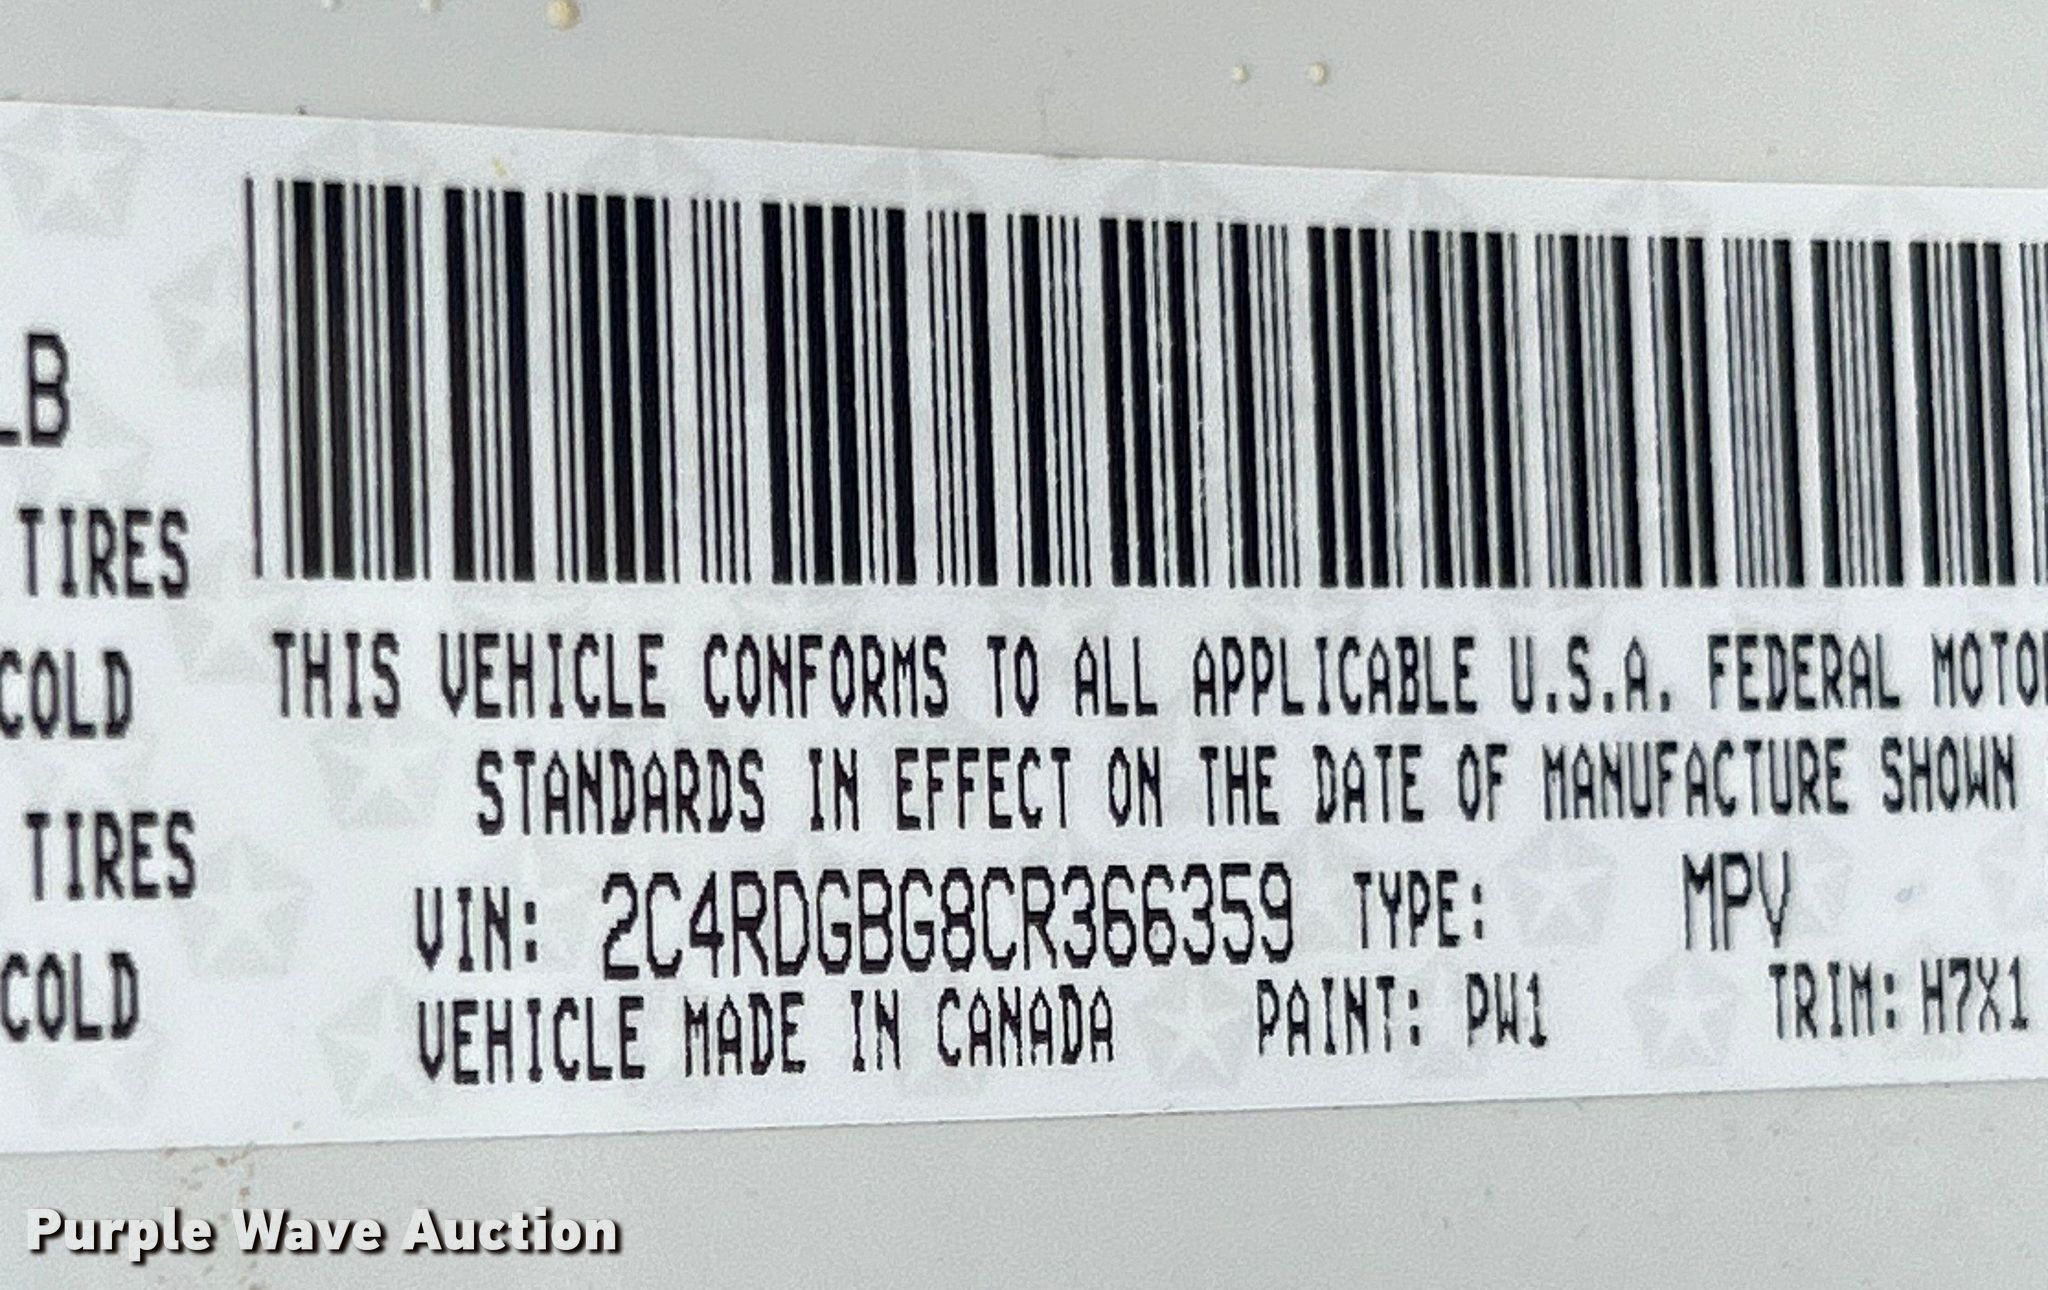 LB
TIRES
COLD
TIRES
COLD
THIS VEHICLE CONFORMS TO ALL APPLICABLE U.S.A. FEDERAL MOTOR
STANDARDS IN EFFECT ON THE DATE OF MANUFACTURE SHOWN
VIN: 2C4RDGBG8CR366359 TYPE: MPV
VEHICLE MADE IN CANADA PAINT: PW1 TRIM: H7X1
Purple Wave Auction